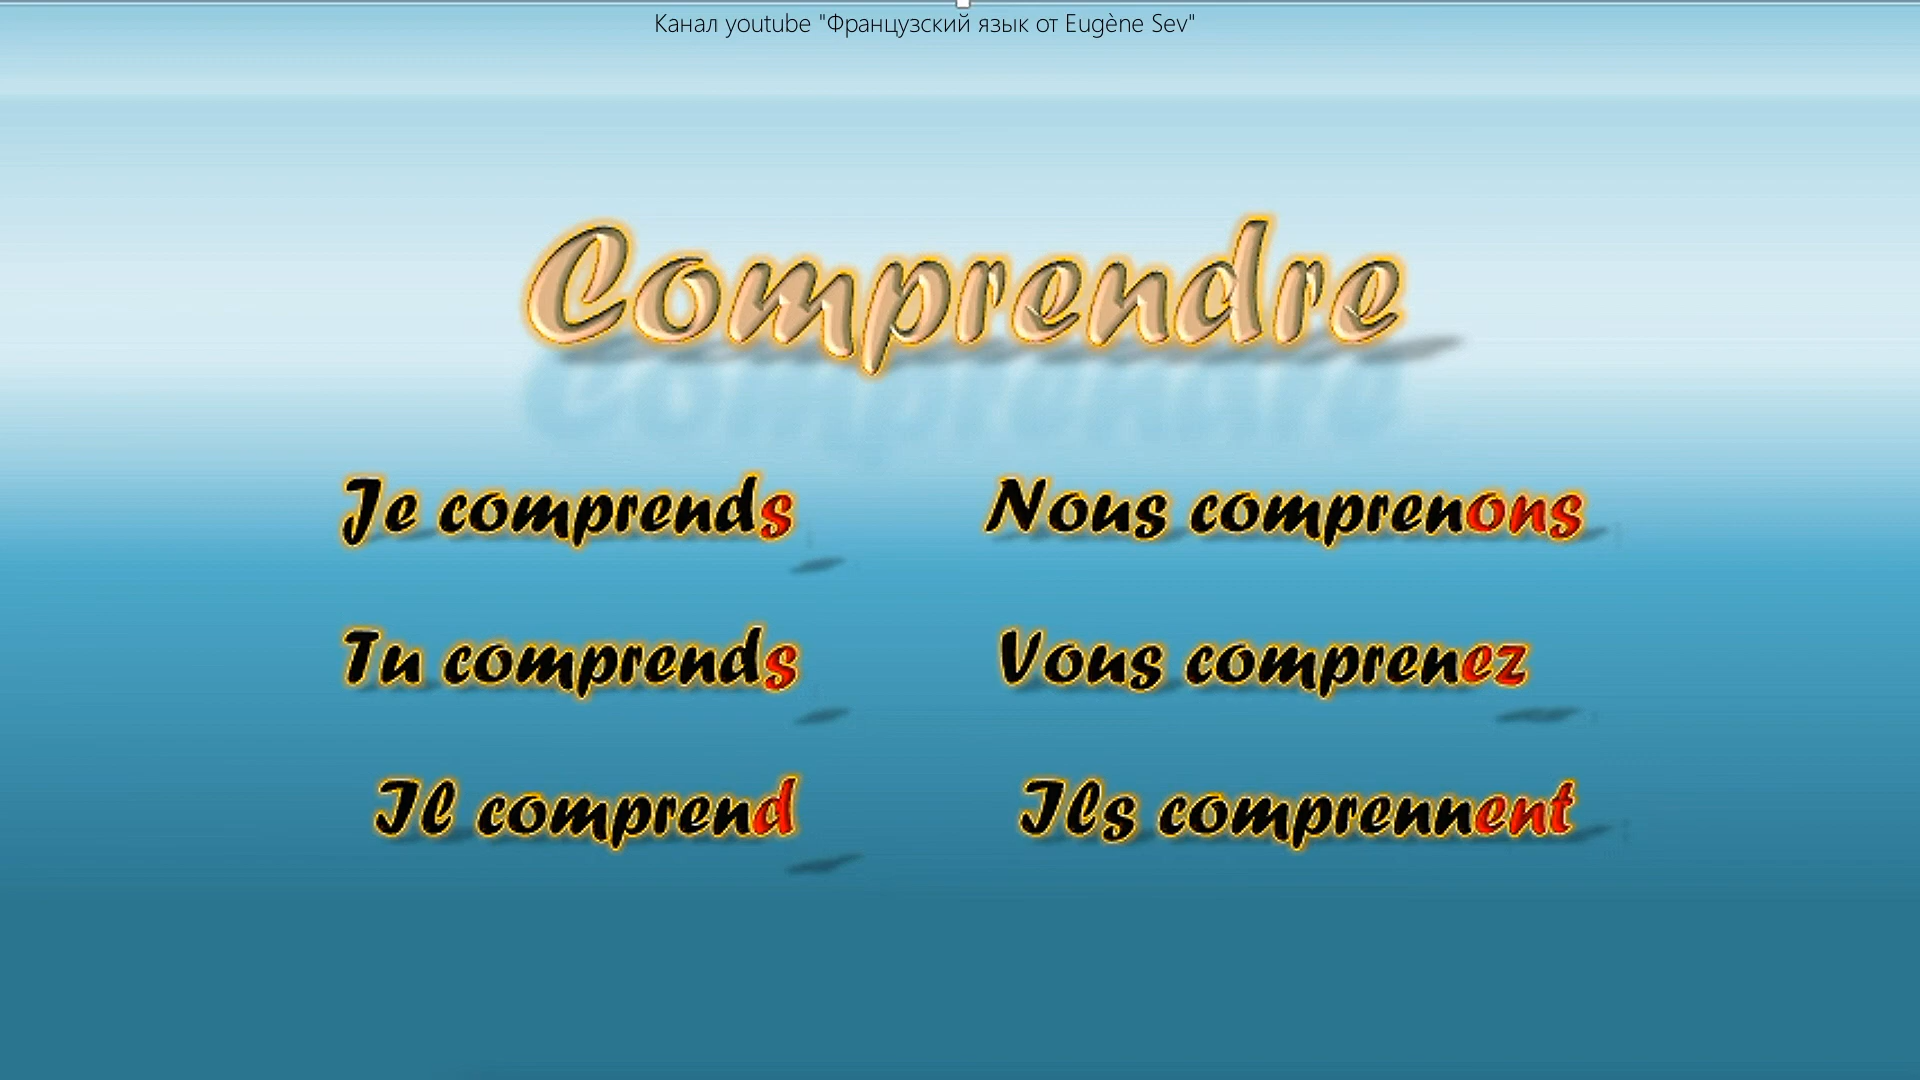 Канал youtube "Французский язык от Eugène Sev"
Comprendre
Je comprends
Nous comprenons
Tu comprends
Vous comprenez
Il comprend
Ils comprennent